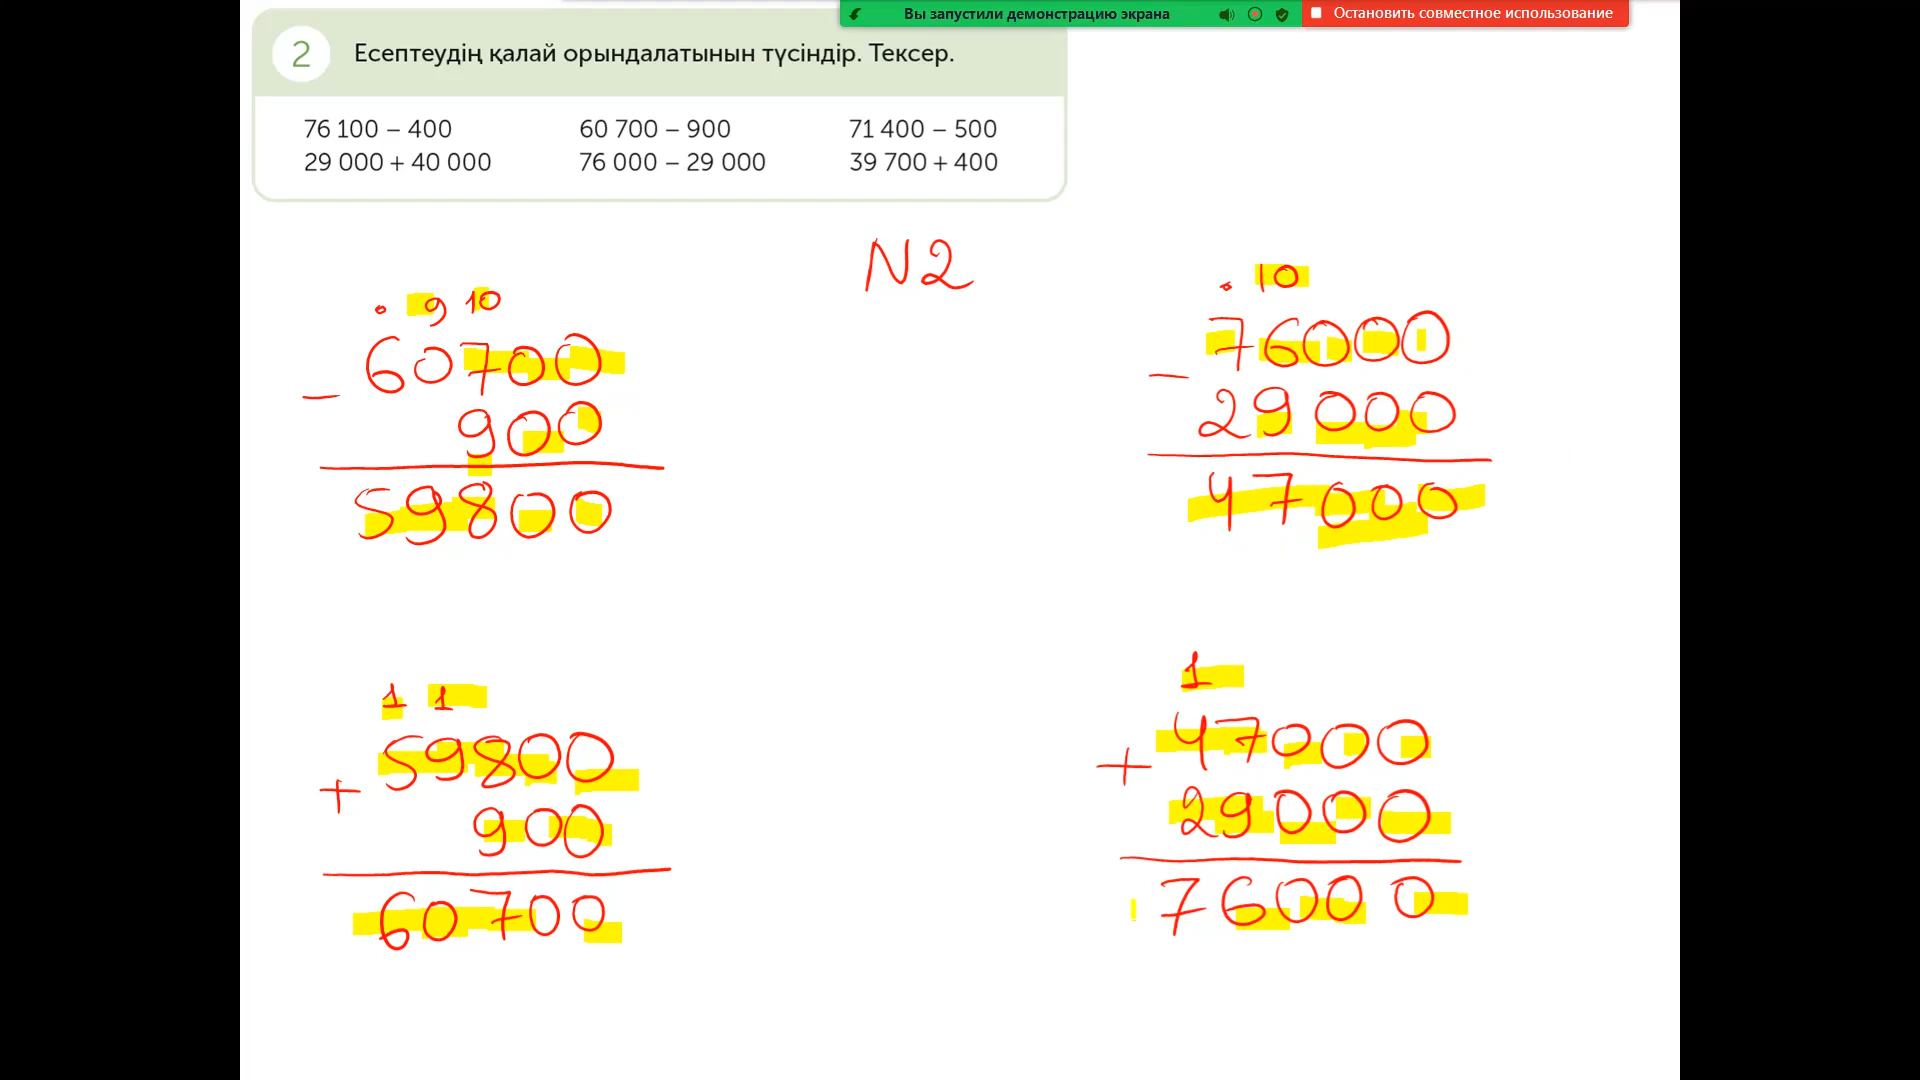 Вы запустили демонстрацию экрана
Остановить совместное использование
2 Есептеудің қалай орындалатынын түсіндір. Тексер.
76 100 – 400 60 700 – 900 71 400 – 500
29 000 + 40 000 76 000 – 29 000 39 700 + 400
N2
. 9 10
60700
–
900
59800
. 10
76000
–
29000
47000
1 1
59800
+
900
60700
1
47000
+
29000
76000